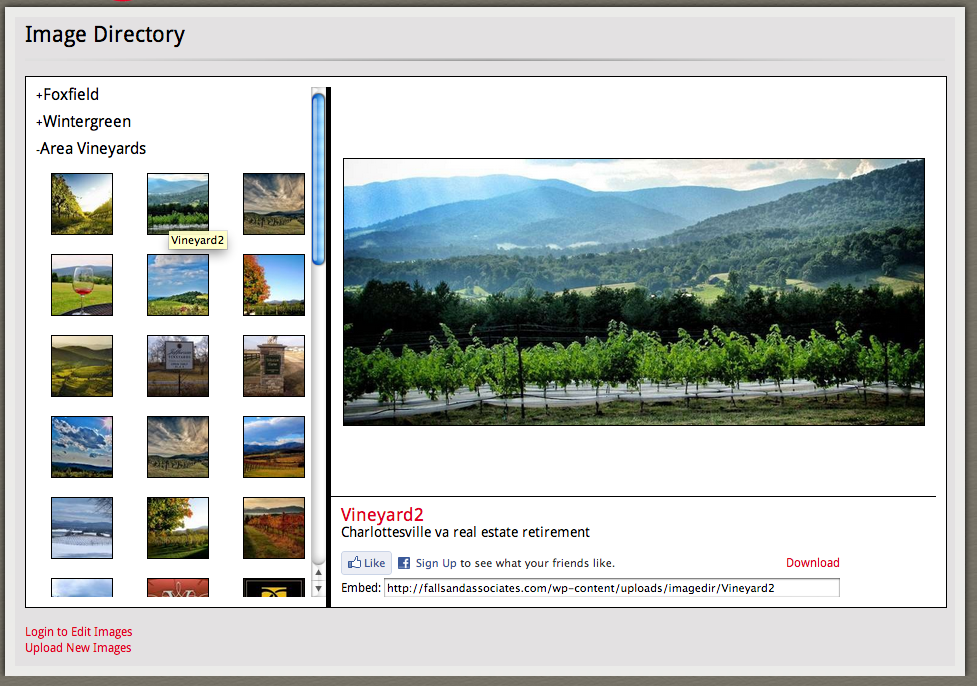 Image Directory
+Foxfield
+Wintergreen
-Area Vineyards
Vineyard2
Vineyard2
Charlottesville va real estate retirement
Like
Sign Up to see what your friends like.
Download
Embed: http://fallsandassociates.com/wp-content/uploads/imagedir/Vineyard2
Login to Edit Images
Upload New Images